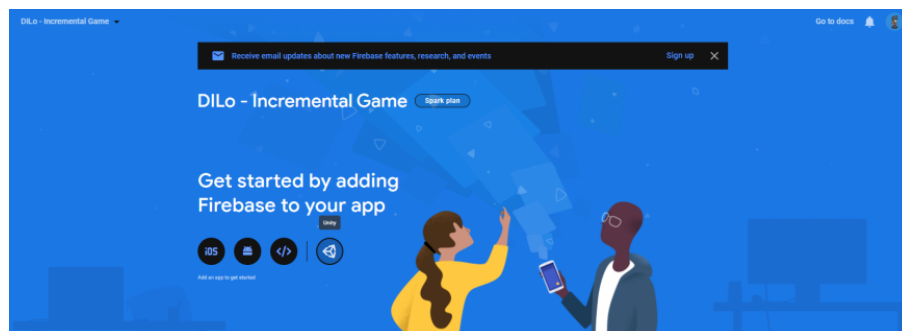 DILo - Incremental Game
Go to docs
Receive email updates about new Firebase features, research, and events
Sign up
DILo - Incremental Game
Spark plan
Get started by adding
Firebase to your app
Unity
iOS
</>
Add an app to get started